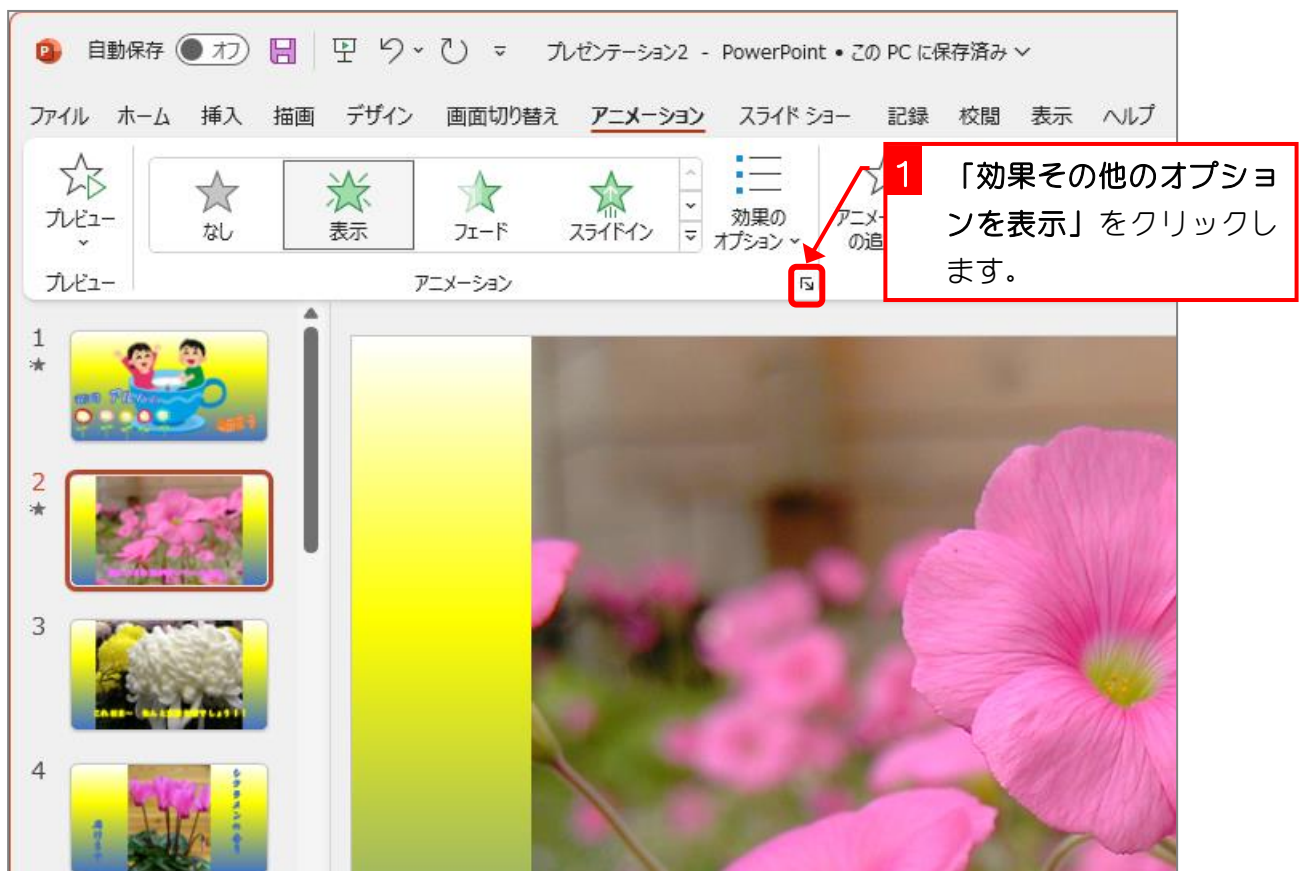 自動保存 オフ プレゼンテーション2 - PowerPoint • この PC に保存済み
ファイル ホーム 挿入 描画 デザイン 画面切り替え アニメーション スライド ショー 記録 校閲 表示 ヘルプ
プレビュー
なし
表示
フェード
スライドイン
効果の
オプション
アニメー
の追
プレビュー
アニメーション
1
「効果その他のオプショ
ンを表示」をクリックし
ます。
1
2
3
4